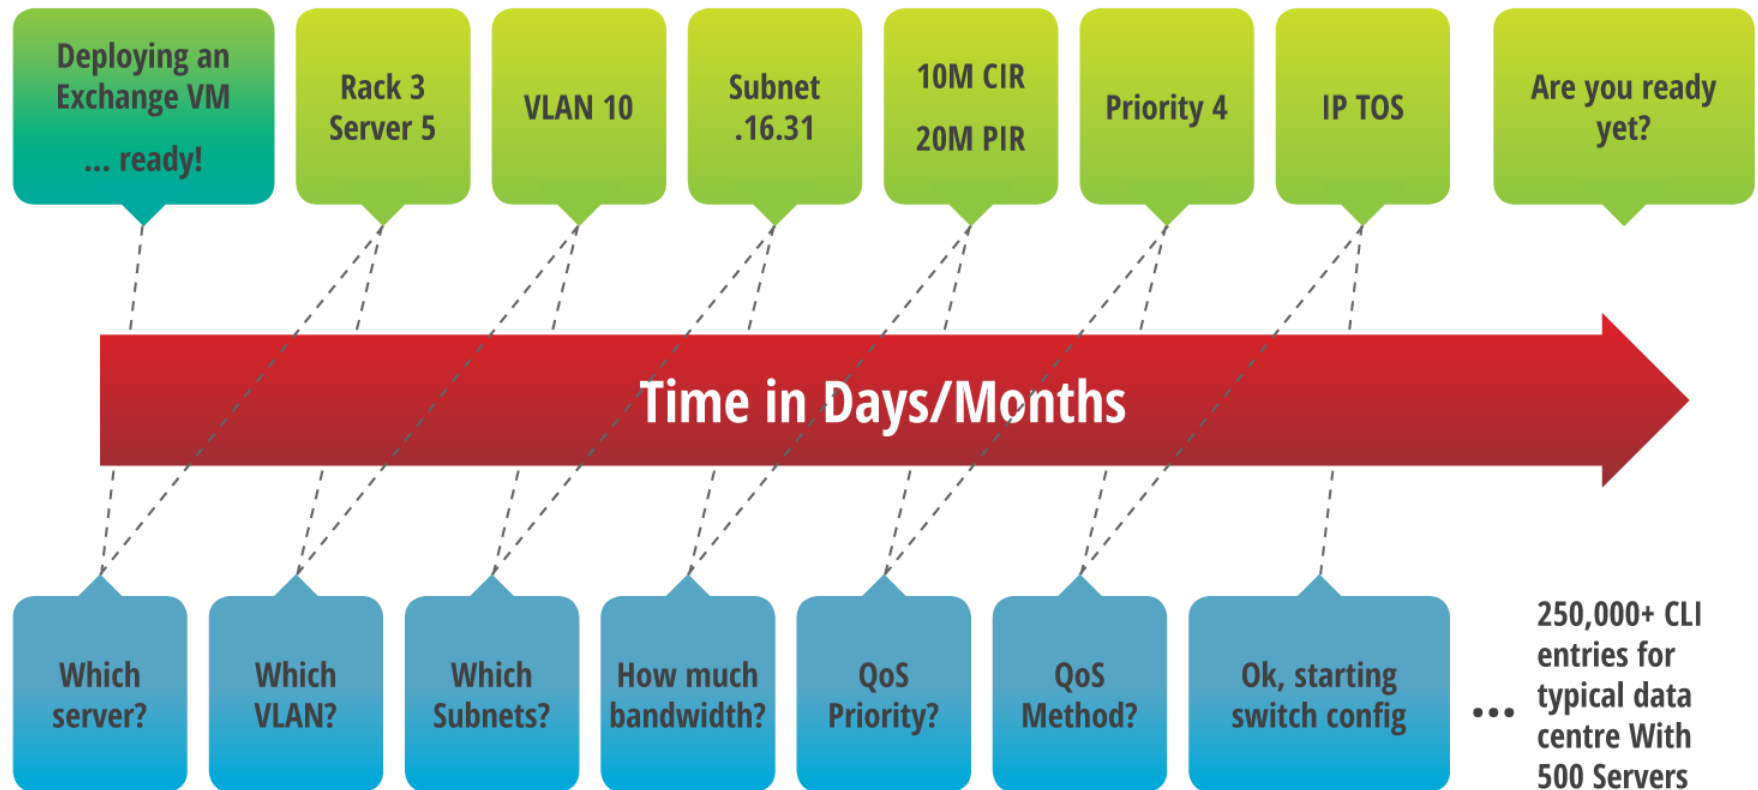 Deploying an
Exchange VM
... ready!
Rack 3
Server 5
VLAN 10
Subnet
.16.31
10M CIR
20M PIR
Priority 4
IP TOS
Are you ready
yet?
Time in Days/Months
Which
server?
Which
VLAN?
Which
Subnets?
How much
bandwidth?
QoS
Priority?
QoS
Method?
Ok, starting
switch config
...
250,000+ CLI
entries for
typical data
centre With
500 Servers